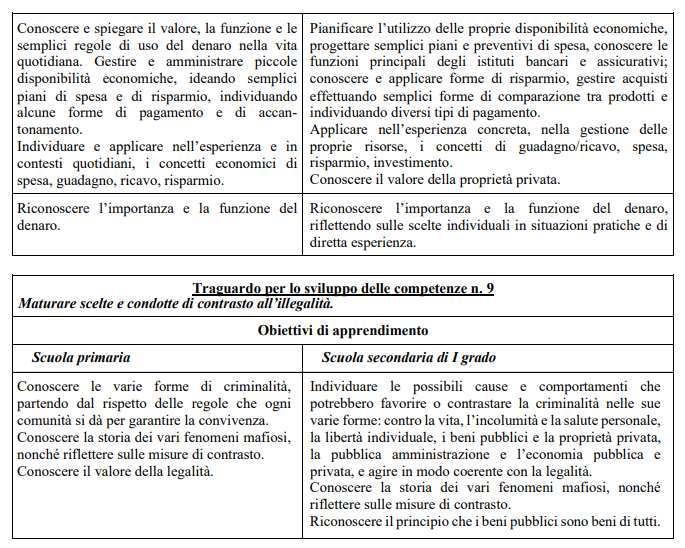 Conoscere e spiegare il valore, la funzione e le
semplici regole di uso del denaro nella vita
quotidiana. Gestire e amministrare piccole
disponibilità economiche, ideando semplici
piani di spesa e di risparmio, individuando
alcune forme di pagamento e di accan-
tonamento.
Individuare e applicare nell’esperienza e in
contesti quotidiani, i concetti economici di
spesa, guadagno, ricavo, risparmio.
Pianificare l’utilizzo delle proprie disponibilità economiche,
progettare semplici piani e preventivi di spesa, conoscere le
funzioni principali degli istituti bancari e assicurativi;
conoscere e applicare forme di risparmio, gestire acquisti
effettuando semplici forme di comparazione tra prodotti e
individuando diversi tipi di pagamento.
Applicare nell’esperienza concreta, nella gestione delle
proprie risorse, i concetti di guadagno/ricavo, spesa,
risparmio, investimento.
Conoscere il valore della proprietà privata.
Riconoscere l’importanza e la funzione del
denaro.
Riconoscere l’importanza e la funzione del denaro,
riflettendo sulle scelte individuali in situazioni pratiche e di
diretta esperienza.
Traguardo per lo sviluppo delle competenze n. 9
Maturare scelte e condotte di contrasto all’illegalità.
Obiettivi di apprendimento
Scuola primaria
Scuola secondaria di I grado
Conoscere le varie forme di criminalità,
partendo dal rispetto delle regole che ogni
comunità si dà per garantire la convivenza.
Conoscere la storia dei vari fenomeni mafiosi,
nonché riflettere sulle misure di contrasto.
Conoscere il valore della legalità.
Individuare le possibili cause e comportamenti che
potrebbero favorire o contrastare la criminalità nelle sue
varie forme: contro la vita, l’incolumità e la salute personale,
la libertà individuale, i beni pubblici e la proprietà privata,
la pubblica amministrazione e l’economia pubblica e
privata, e agire in modo coerente con la legalità.
Conoscere la storia dei vari fenomeni mafiosi, nonché
riflettere sulle misure di contrasto.
Riconoscere il principio che i beni pubblici sono beni di tutti.